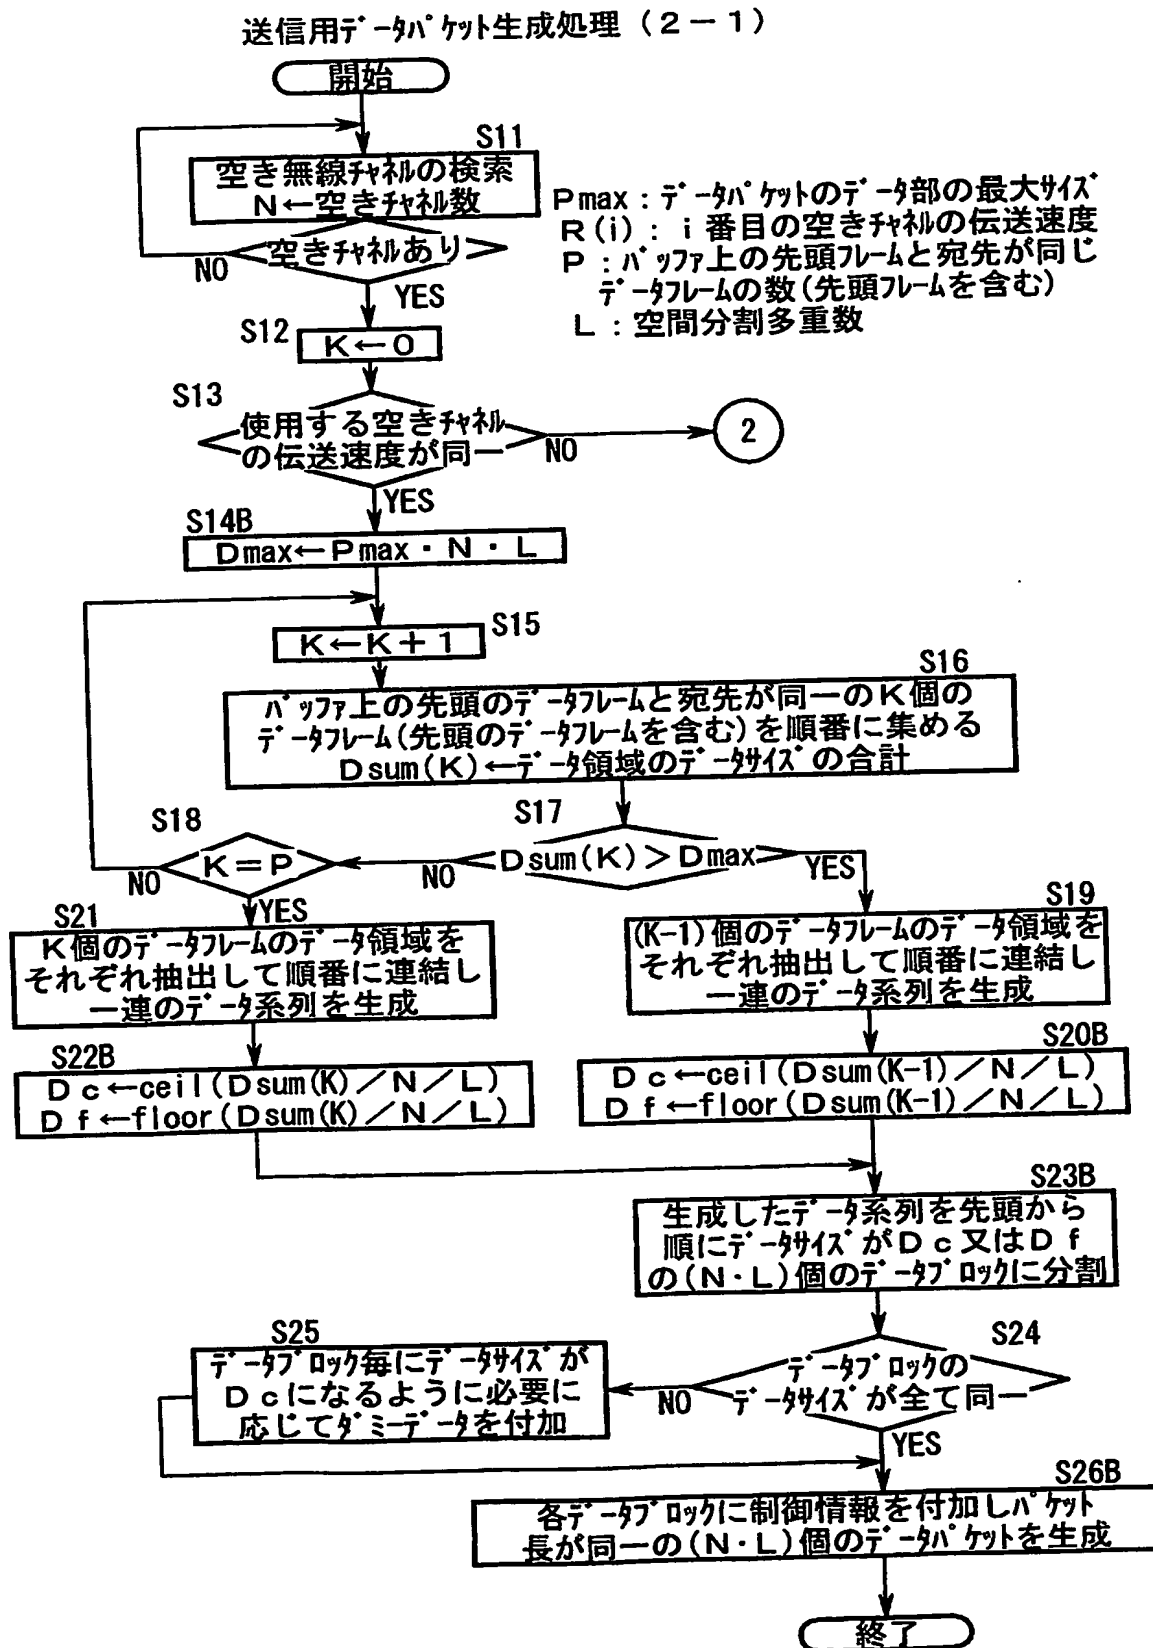 送信用ﾃﾞｰﾀﾊﾟｹｯﾄ生成処理（２－１）
開始
S11
空き無線ﾁｬﾈﾙの検索
Ｎ←空きﾁｬﾈﾙ数
Ｐmax：ﾃﾞｰﾀﾊﾟｹｯﾄのﾃﾞｰﾀ部の最大ｻｲｽﾞ
Ｒ(i)：ｉ番目の空きﾁｬﾈﾙの伝送速度
Ｐ：ﾊﾞｯﾌｧ上の先頭ﾌﾚｰﾑと宛先が同じ
ﾃﾞｰﾀﾌﾚｰﾑの数(先頭ﾌﾚｰﾑを含む)
Ｌ：空間分割多重数
空きﾁｬﾈﾙあり
NO
YES
S12
Ｋ←０
S13
使用する空きﾁｬﾈﾙ
の伝送速度が同一
NO
2
YES
S14B
Ｄmax←Ｐmax・Ｎ・Ｌ
S15
Ｋ←Ｋ＋１
S16
ﾊﾞｯﾌｧ上の先頭のﾃﾞｰﾀﾌﾚｰﾑと宛先が同一のＫ個の
ﾃﾞｰﾀﾌﾚｰﾑ(先頭のﾃﾞｰﾀﾌﾚｰﾑを含む)を順番に集める
Ｄsum(Ｋ)←ﾃﾞｰﾀ領域のﾃﾞｰﾀｻｲｽﾞの合計
S17
Ｄsum(Ｋ)＞Ｄmax
NO
YES
S18
Ｋ＝Ｐ
NO
YES
S21
Ｋ個のﾃﾞｰﾀﾌﾚｰﾑのﾃﾞｰﾀ領域を
それぞれ抽出して順番に連結し
一連のﾃﾞｰﾀ系列を生成
S19
(K-1)個のﾃﾞｰﾀﾌﾚｰﾑのﾃﾞｰﾀ領域を
それぞれ抽出して順番に連結し
一連のﾃﾞｰﾀ系列を生成
S22B
Ｄｃ←ceil(Ｄsum(K)／Ｎ／Ｌ)
Ｄｆ←floor(Ｄsum(K)／Ｎ／Ｌ)
S20B
Ｄｃ←ceil(Ｄsum(K-1)／Ｎ／Ｌ)
Ｄｆ←floor(Ｄsum(K-1)／Ｎ／Ｌ)
S23B
生成したﾃﾞｰﾀ系列を先頭から
順にﾃﾞｰﾀｻｲｽﾞがＤｃ又はＤｆ
の(Ｎ・Ｌ)個のﾃﾞｰﾀﾌﾞﾛｯｸに分割
S24
ﾃﾞｰﾀﾌﾞﾛｯｸの
ﾃﾞｰﾀｻｲｽﾞが全て同一
NO
YES
S25
ﾃﾞｰﾀﾌﾞﾛｯｸ毎にﾃﾞｰﾀｻｲｽﾞが
Ｄｃになるように必要に
応じてﾀﾞﾐｰﾃﾞｰﾀを付加
S26B
各ﾃﾞｰﾀﾌﾞﾛｯｸに制御情報を付加しﾊﾟｹｯﾄ
長が同一の(Ｎ・Ｌ)個のﾃﾞｰﾀﾊﾟｹｯﾄを生成
終了